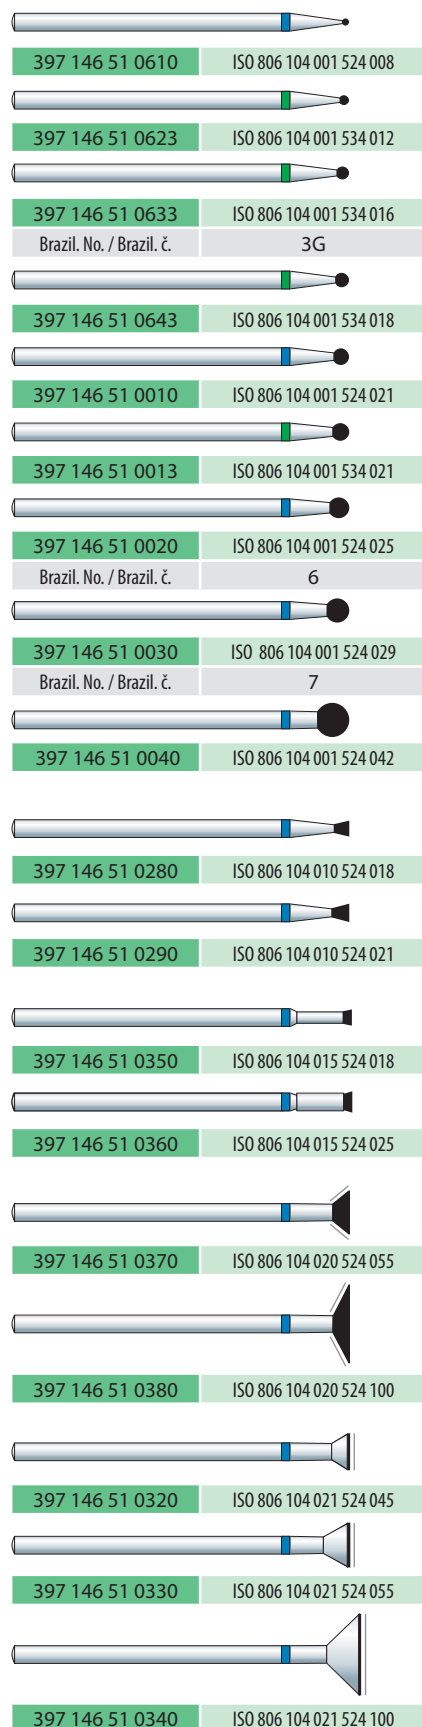 397 146 51 0610 ISO 806 104 001 524 008
397 146 51 0623 ISO 806 104 001 534 012
397 146 51 0633 ISO 806 104 001 534 016
Brazil. No. / Brazil. č. 3G
397 146 51 0643 ISO 806 104 001 534 018
397 146 51 0010 ISO 806 104 001 524 021
397 146 51 0013 ISO 806 104 001 534 021
397 146 51 0020 ISO 806 104 001 524 025
Brazil. No. / Brazil. č. 6
397 146 51 0030 ISO 806 104 001 524 029
Brazil. No. / Brazil. č. 7
397 146 51 0040 ISO 806 104 001 524 042
397 146 51 0280 ISO 806 104 010 524 018
397 146 51 0290 ISO 806 104 010 524 021
397 146 51 0350 ISO 806 104 015 524 018
397 146 51 0360 ISO 806 104 015 524 025
397 146 51 0370 ISO 806 104 020 524 055
397 146 51 0380 ISO 806 104 020 524 100
397 146 51 0320 ISO 806 104 021 524 045
397 146 51 0330 ISO 806 104 021 524 055
397 146 51 0340 ISO 806 104 021 524 100